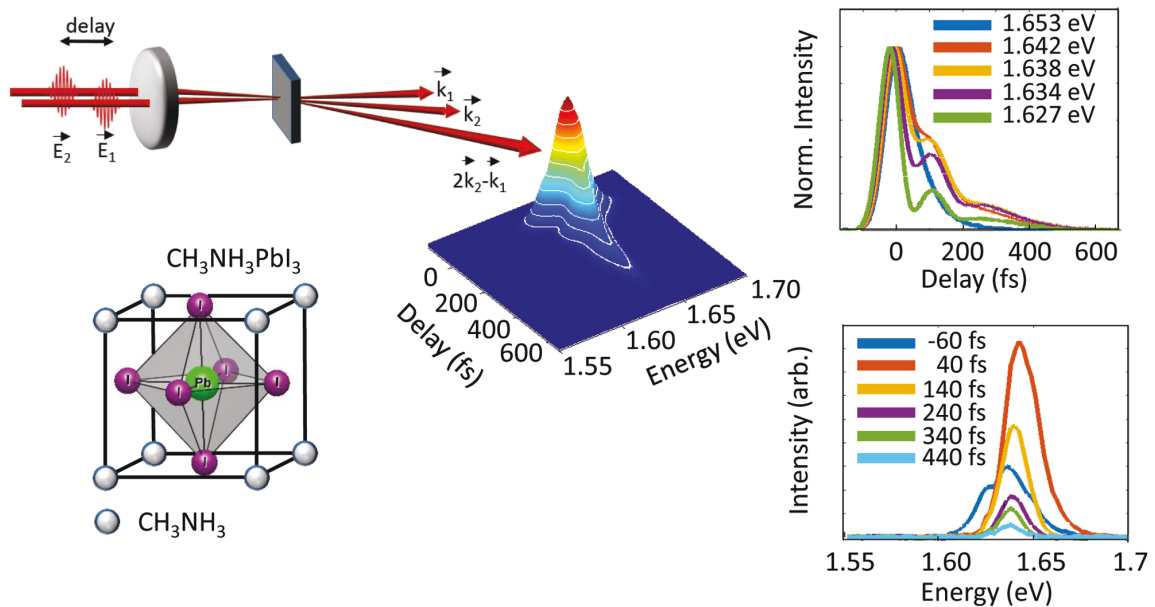 delay
E₂
E₁
k₁
k₂
2k₂-k₁
0
200
400
600
Delay (fs)
1.55
1.60
1.65
1.70
Energy (eV)
CH₃NH₃PbI₃
I
I
I
I
I
I
Pb
CH₃NH₃
1.653 eV
1.642 eV
1.638 eV
1.634 eV
1.627 eV
Norm. Intensity
0 200 400 600
Delay (fs)
-60 fs
40 fs
140 fs
240 fs
340 fs
440 fs
Intensity (arb.)
1.55 1.60 1.65 1.7
Energy (eV)